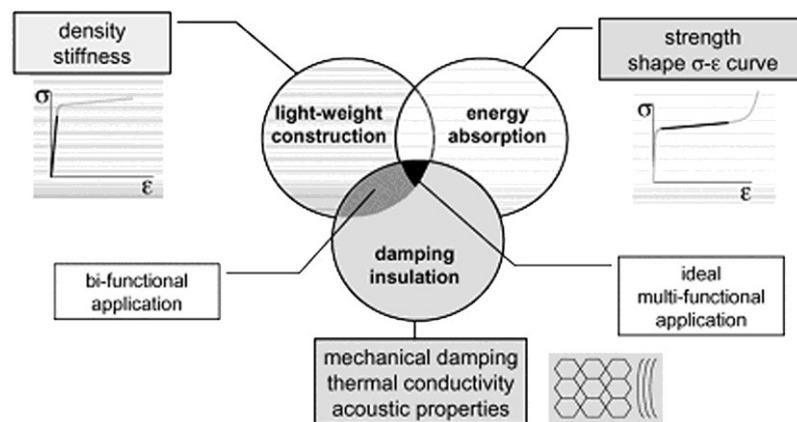 density
stiffness
strength
shape σ-ε curve
σ
ε
light-weight
construction
energy
absorption
σ
ε
damping
insulation
bi-functional
application
ideal
multi-functional
application
mechanical damping
thermal conductivity
acoustic properties